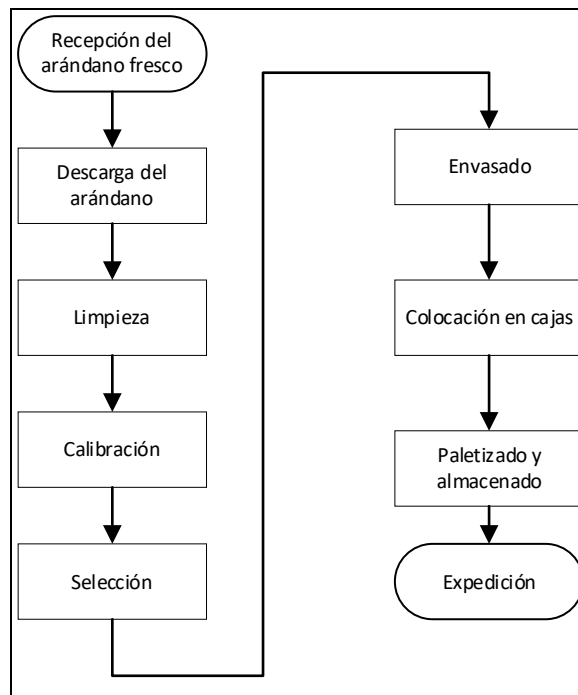 Recepción del
arándano fresco
Descarga del
arándano
Limpieza
Calibración
Selección
Envasado
Colocación en cajas
Paletizado y
almacenado
Expedición